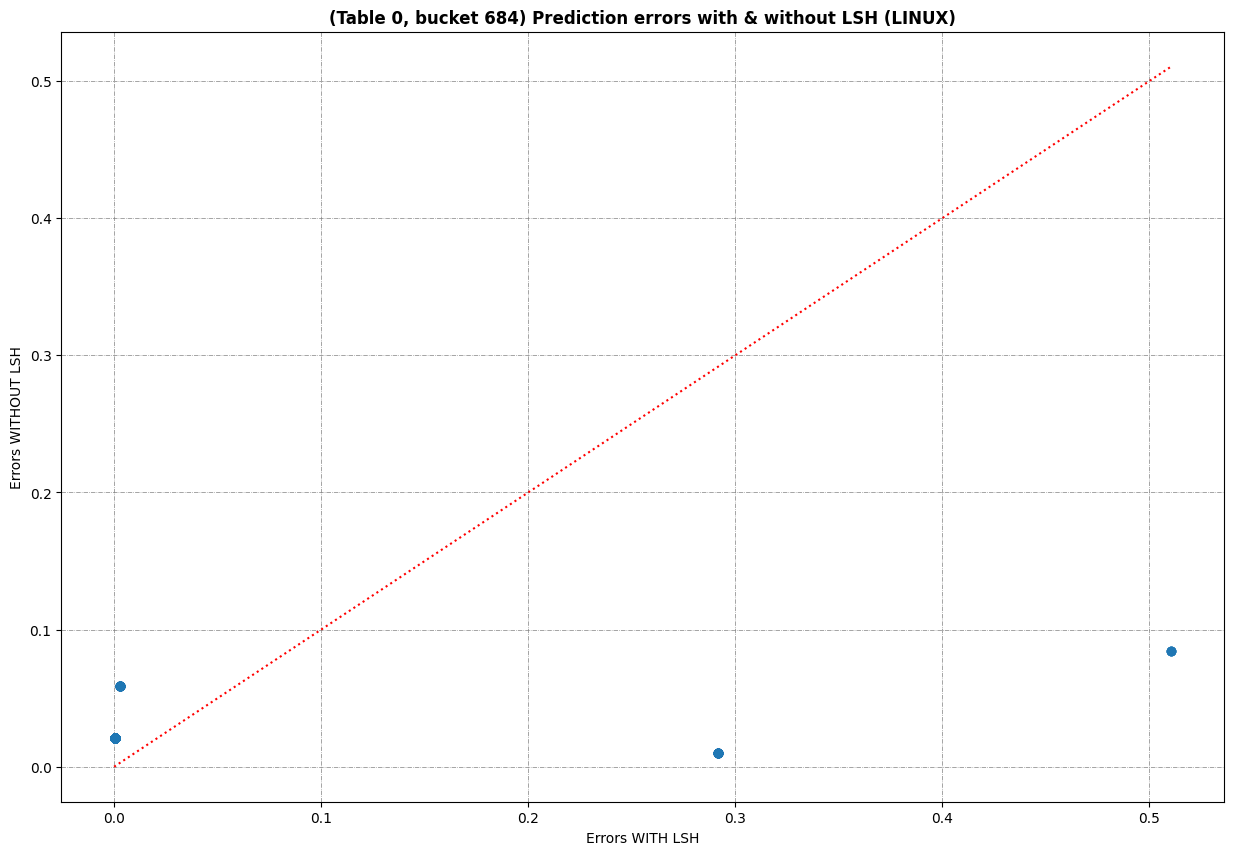 (Table 0, bucket 684) Prediction errors with & without LSH (LINUX)
0.5
0.4
0.3
0.2
0.1
0.0
Errors WITHOUT LSH
0.0 0.1 0.2 0.3 0.4 0.5
Errors WITH LSH